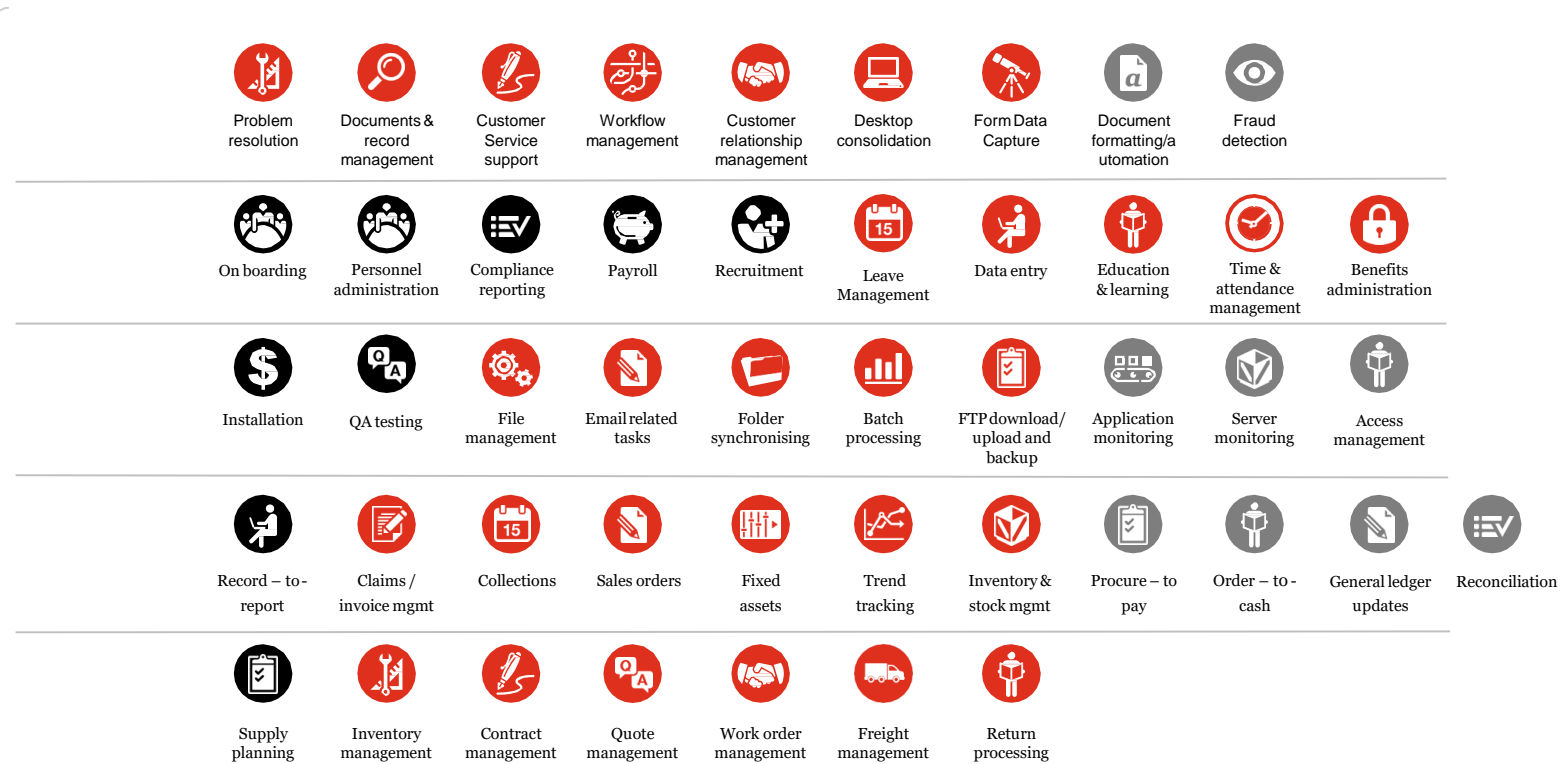 a
Problem
resolution
Documents &
record
management
Customer
Service
support
Workflow
management
Customer
relationship
management
Desktop
consolidation
Form Data
Capture
Document
formatting/a
utomation
Fraud
detection
On boarding
Personnel
administration
Compliance
reporting
Payroll
Recruitment
15
Leave
Management
Data entry
Education
& learning
Time &
attendance
management
Benefits
administration
$
Installation
Q
A
QA testing
File
management
Email related
tasks
Folder
synchronising
Batch
processing
FTP download/
upload and
backup
Application
monitoring
Server
monitoring
Access
management
Record – to -
report
Claims /
invoice mgmt
15
Collections
Sales orders
Fixed
assets
Trend
tracking
Inventory &
stock mgmt
Procure – to
pay
Order – to -
cash
General ledger
updates
Reconciliation
Supply
planning
Inventory
management
Contract
management
Q
A
Quote
management
Work order
management
Freight
management
Return
processing